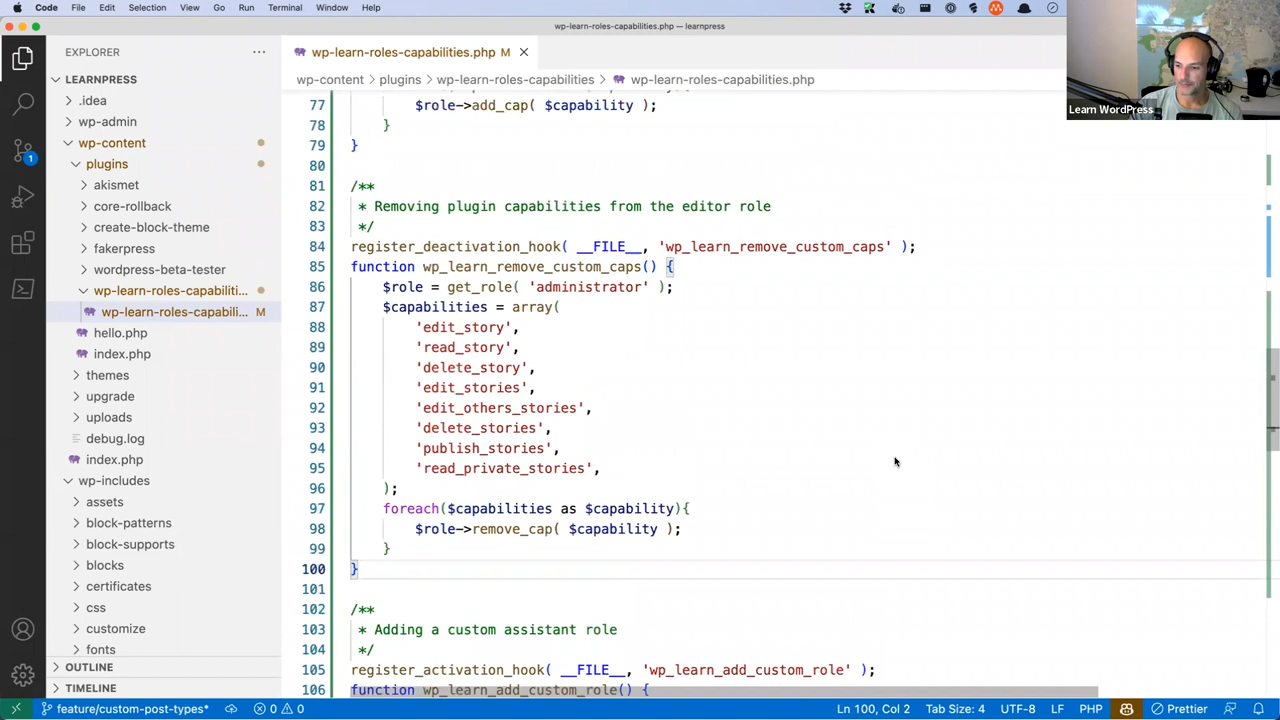 Code File Edit Selection View Go Run Terminal Window Help
wp-learn-roles-capabilities.php — learnpress
EXPLORER
wp-learn-roles-capabilities.php M
Learn WordPress
LEARNPRESS
wp-content > plugins > wp-learn-roles-capabilities > wp-learn-roles-capabilities.php
.idea
wp-admin
wp-content
plugins
akismet
core-rollback
create-block-theme
fakerpress
wordpress-beta-tester
wp-learn-roles-capabiliti...
wp-learn-roles-capabili... M
hello.php
index.php
themes
upgrade
uploads
debug.log
index.php
wp-includes
assets
block-patterns
block-supports
blocks
certificates
css
customize
fonts
OUTLINE
TIMELINE
1
77 $role->add_cap( $capability );
78 }
79 }
80
81 /**
82 * Removing plugin capabilities from the editor role
83 */
84 register_deactivation_hook( __FILE__, 'wp_learn_remove_custom_caps' );
85 function wp_learn_remove_custom_caps() {
86 $role = get_role( 'administrator' );
87 $capabilities = array(
88 'edit_story',
89 'read_story',
90 'delete_story',
91 'edit_stories',
92 'edit_others_stories',
93 'delete_stories',
94 'publish_stories',
95 'read_private_stories',
96 );
97 foreach($capabilities as $capability){
98 $role->remove_cap( $capability );
99 }
100 }
101
102 /**
103 * Adding a custom assistant role
104 */
105 register_activation_hook( __FILE__, 'wp_learn_add_custom_role' );
106 function wp_learn_add_custom_role() {
feature/custom-post-types* 0 0 Ln 100, Col 2 Tab Size: 4 UTF-8 LF PHP Prettier